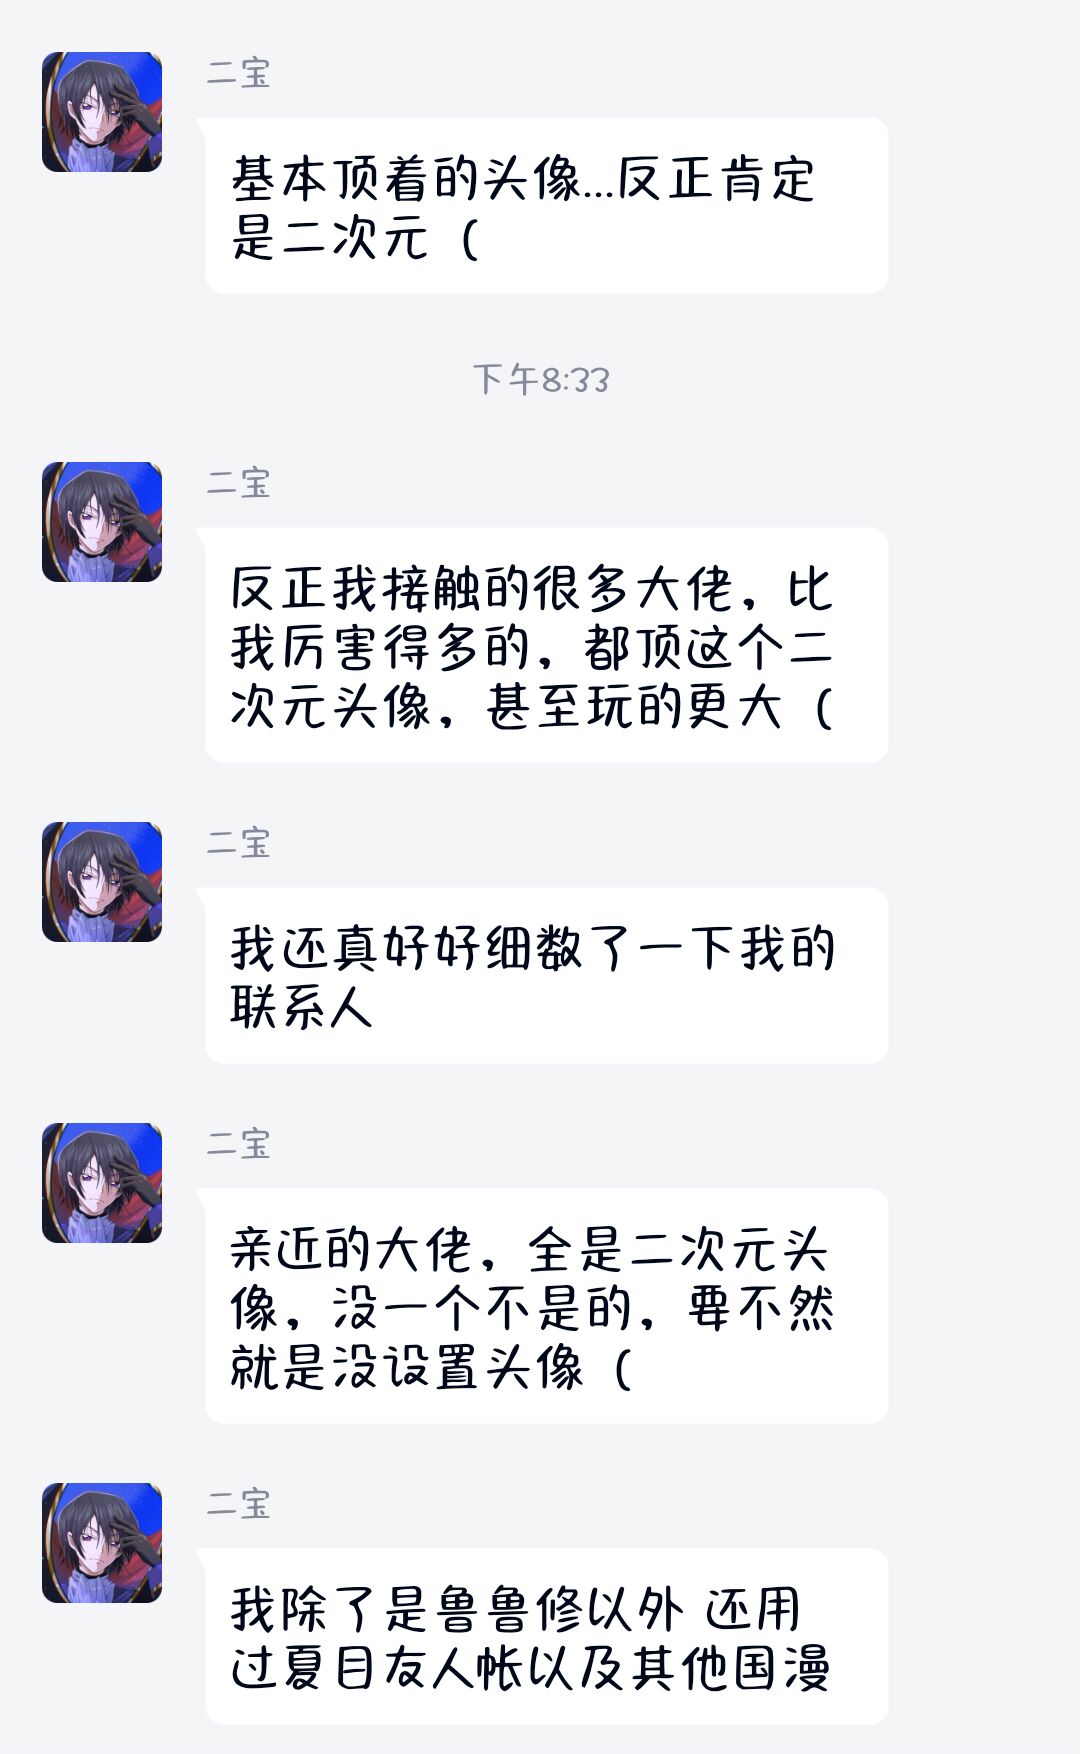 二宝
基本顶着的头像...反正肯定
是二次元（
下午8:33
二宝
反正我接触的很多大佬，比
我厉害得多的，都顶这个二
次元头像，甚至玩的更大（
二宝
我还真好好细数了一下我的
联系人
二宝
亲近的大佬，全是二次元头
像，没一个不是的，要不然
就是没设置头像（
二宝
我除了是鲁鲁修以外 还用
过夏目友人帐以及其他国漫